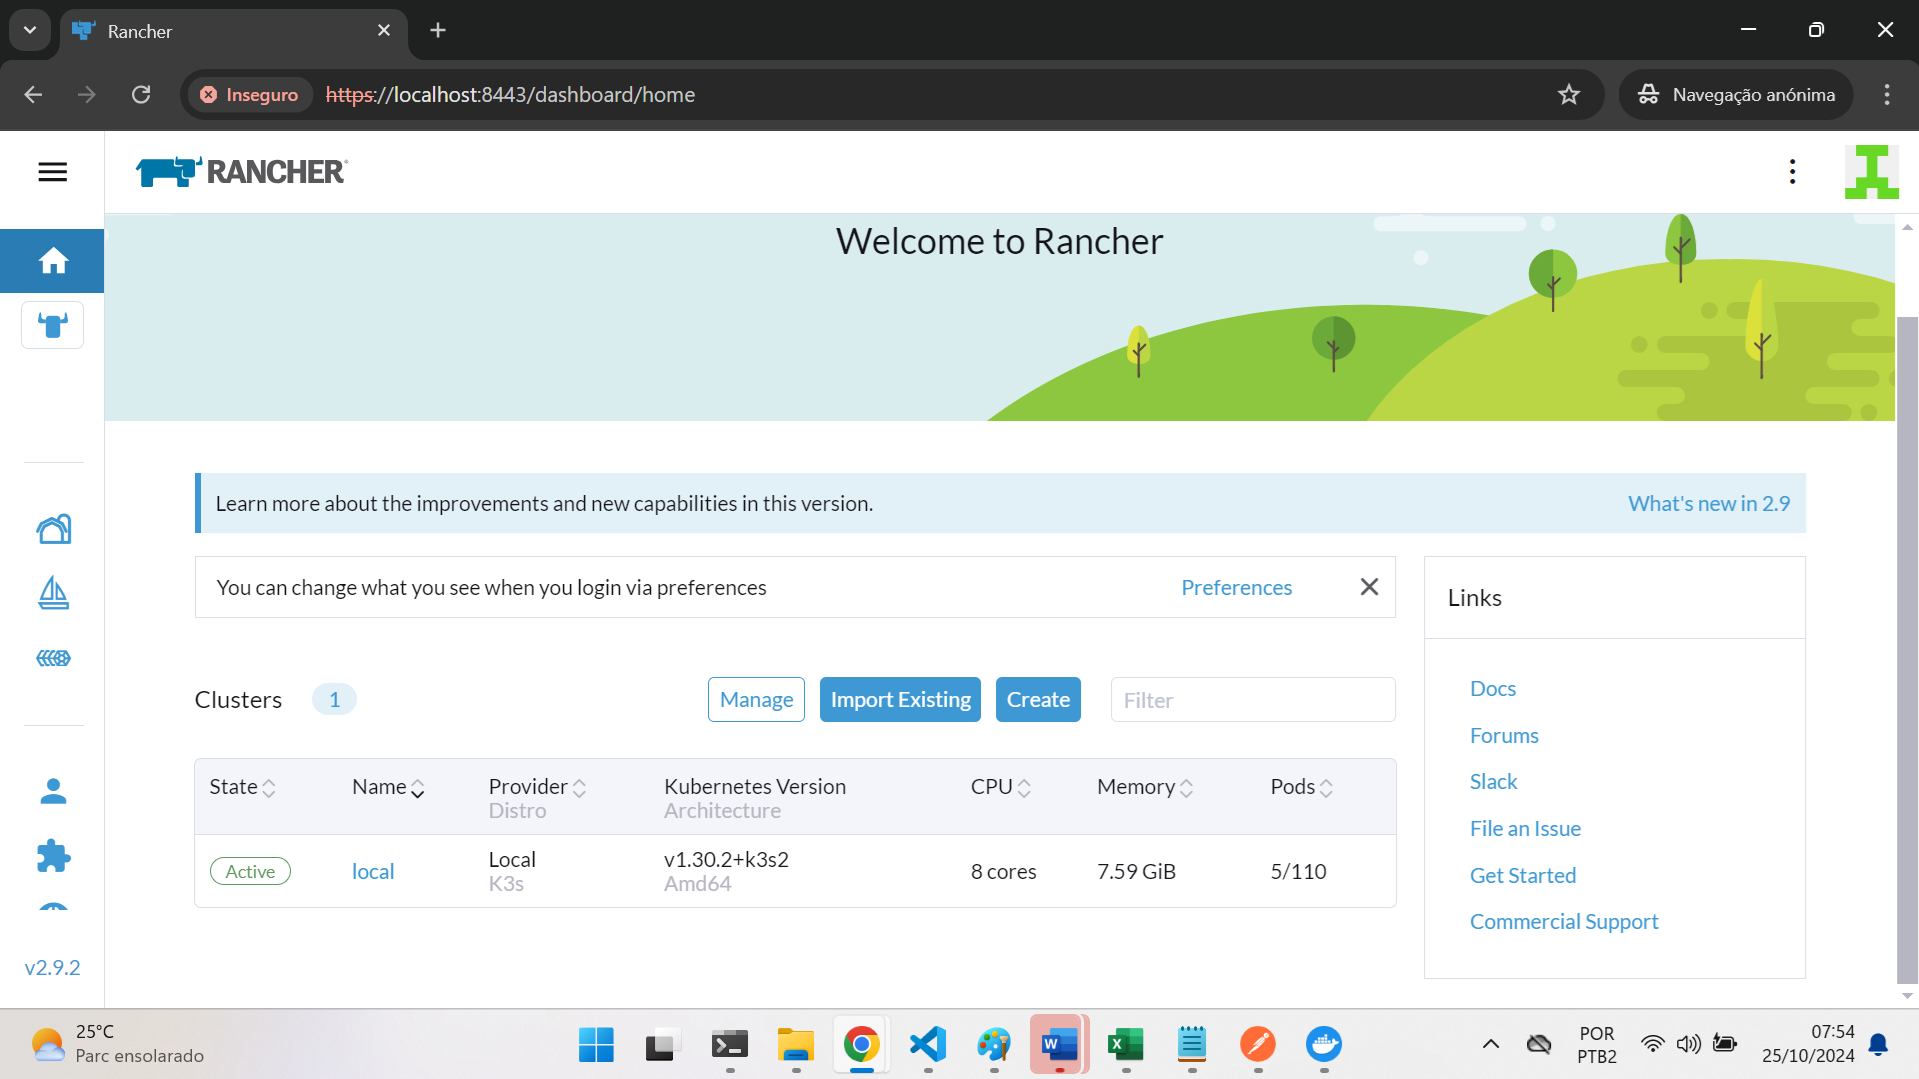 Rancher
Inseguro
https://localhost:8443/dashboard/home
Navegação anónima
RANCHER
Welcome to Rancher
Learn more about the improvements and new capabilities in this version.
What's new in 2.9
You can change what you see when you login via preferences
Preferences
Links
Docs
Forums
Slack
File an Issue
Get Started
Commercial Support
Clusters
1
Manage
Import Existing
Create
Filter
State
Name
Provider
Distro
Kubernetes Version
Architecture
CPU
Memory
Pods
Active
local
Local
K3s
v1.30.2+k3s2
Amd64
8 cores
7.59 GiB
5/110
v2.9.2
25°C
Parc ensolarado
POR
PTB2
07:54
25/10/2024